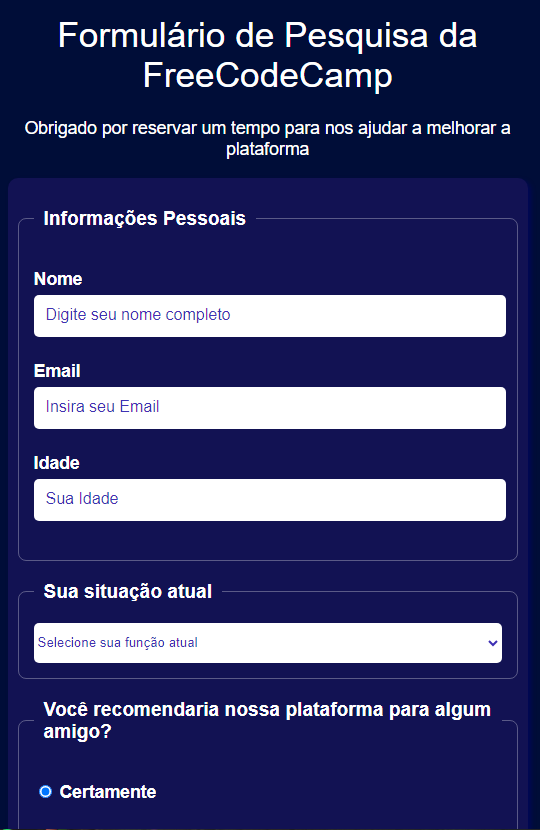 Formulário de Pesquisa da
FreeCodeCamp
Obrigado por reservar um tempo para nos ajudar a melhorar a
plataforma
Informações Pessoais
Nome
Digite seu nome completo
Email
Insira seu Email
Idade
Sua Idade
Sua situação atual
Selecione sua função atual
Você recomendaria nossa plataforma para algum
amigo?
Certamente